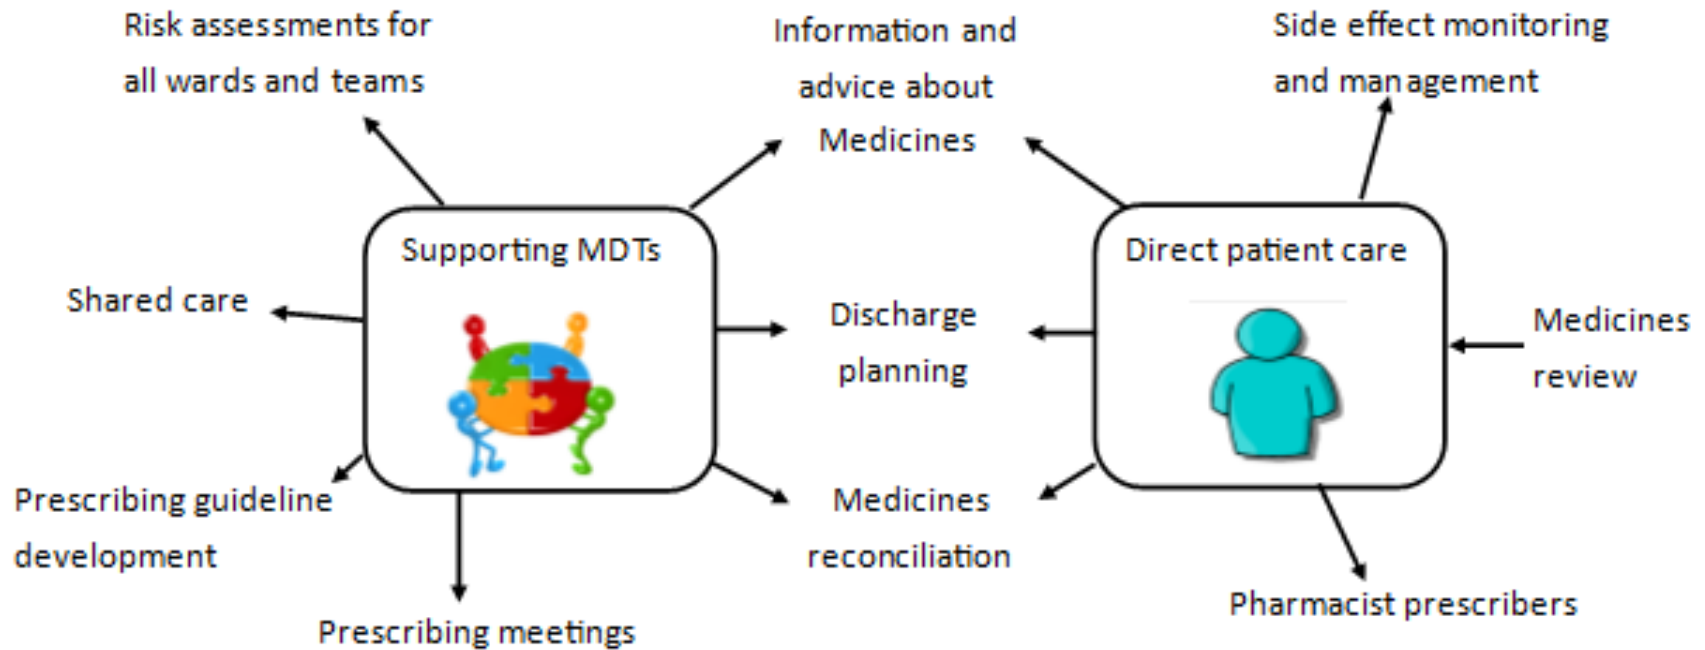 Risk assessments for
all wards and teams
Information and
advice about
Medicines
Side effect monitoring
and management
Supporting MDTs
Direct patient care
Shared care
Discharge
planning
Medicines
review
Prescribing guideline
development
Medicines
reconciliation
Prescribing meetings
Pharmacist prescribers